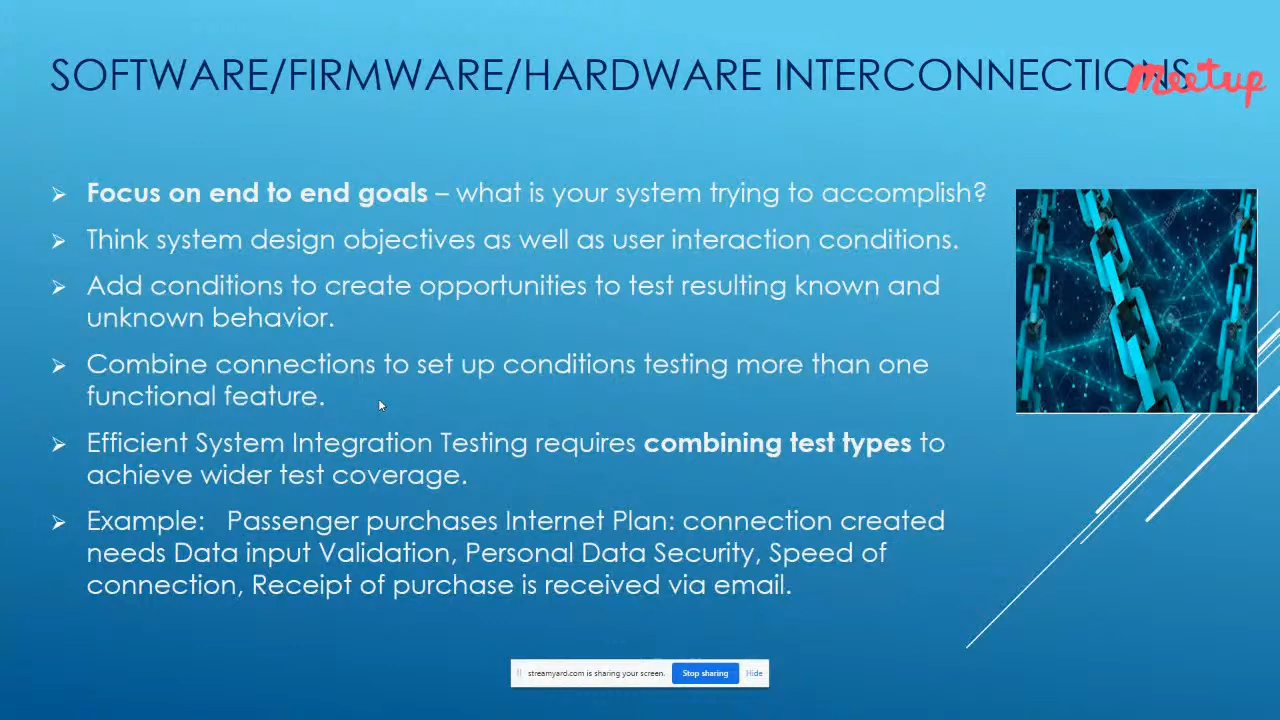 SOFTWARE/FIRMWARE/HARDWARE INTERCONNECTIONS
meetup
Focus on end to end goals – what is your system trying to accomplish?
Think system design objectives as well as user interaction conditions.
Add conditions to create opportunities to test resulting known and
unknown behavior.
Combine connections to set up conditions testing more than one
functional feature.
Efficient System Integration Testing requires combining test types to
achieve wider test coverage.
Example: Passenger purchases Internet Plan: connection created
needs Data input Validation, Personal Data Security, Speed of
connection, Receipt of purchase is received via email.
streamyard.com is sharing your screen. Stop sharing Hide